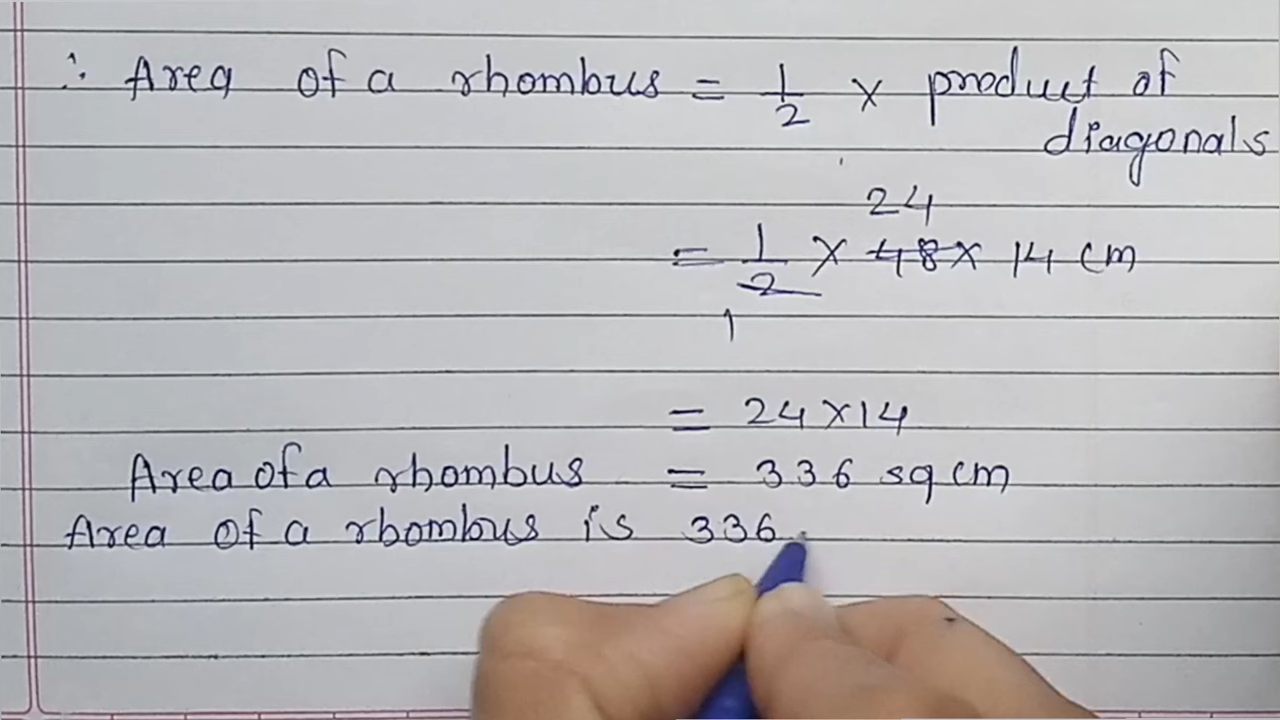 ∴ Area of a rhombus = 1/2 × product of
diagonals
24
= 1/2 × 48 × 14 cm
1
= 24 × 14
Area of a rhombus = 336 sq cm
Area of a rhombus is 336